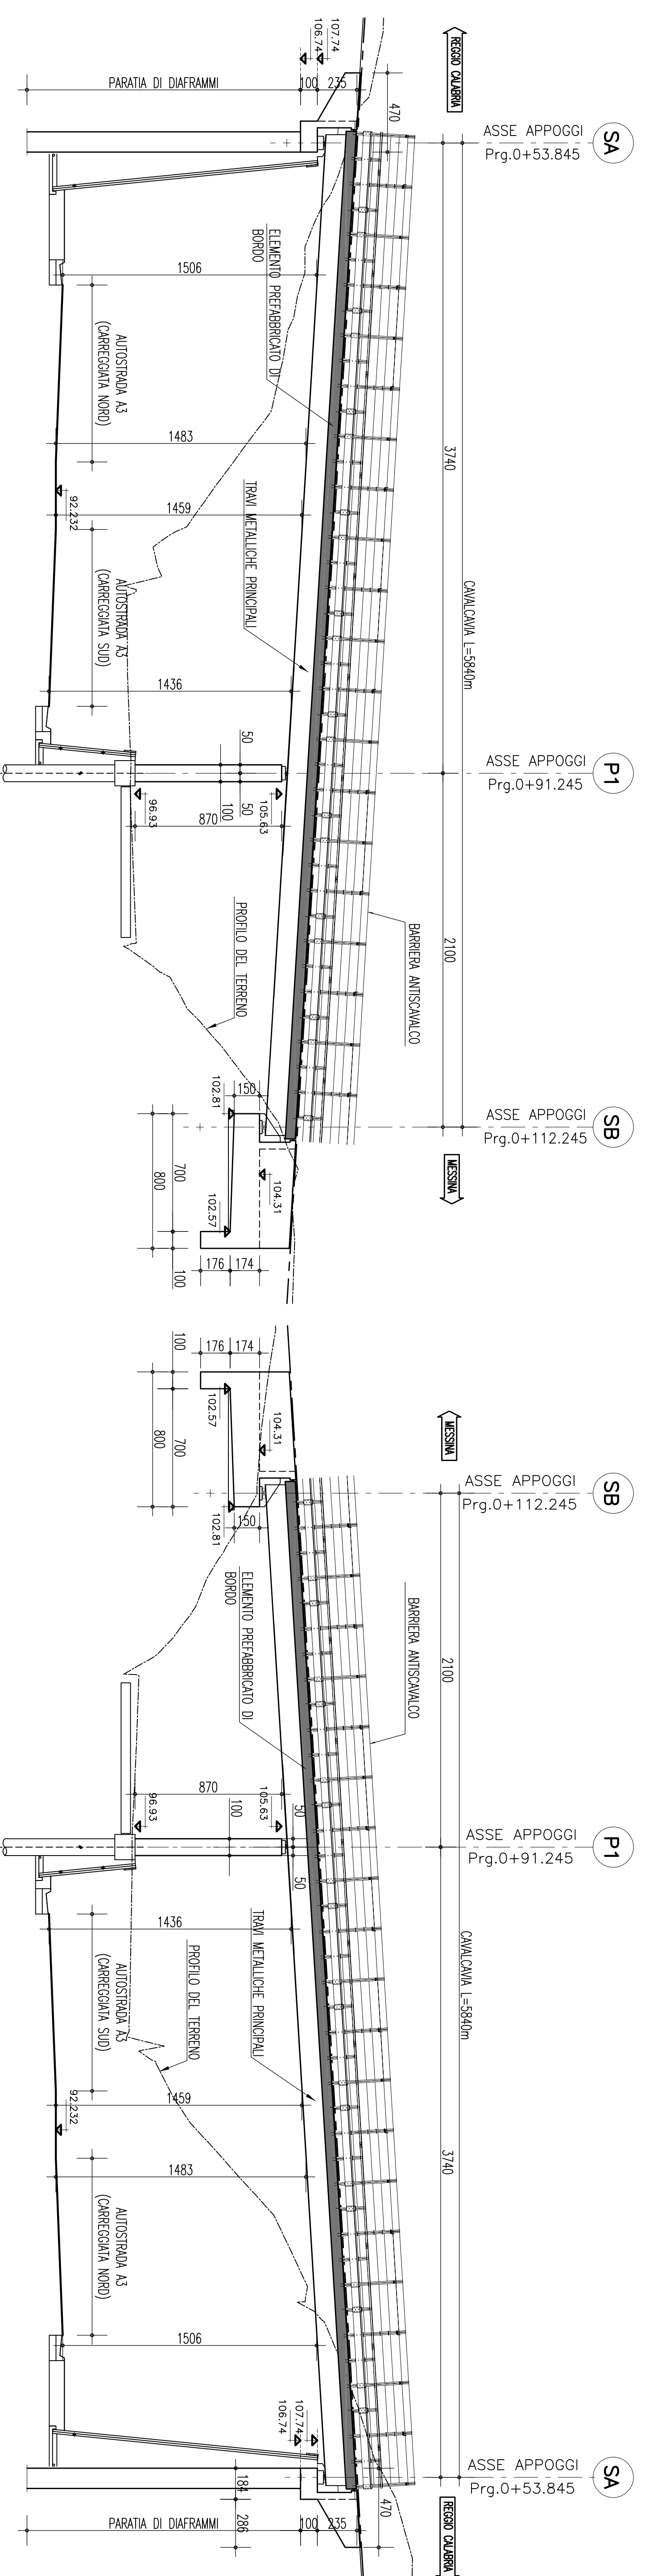 REGGIO CALABRIA
SA
ASSE APPOGGI
Prg.0+53.845
107.74
106.74
PARATIA DI DIAFRAMMI
100
235
470
1506
ELEMENTO PREFABBRICATO DI
BORDO
AUTOSTRADA A3
(CARREGGIATA NORD)
1483
3740
92.232
1459
TRAVI METALLICHE PRINCIPALI
CAVALCAVIA L=5840m
AUTOSTRADA A3
(CARREGGIATA SUD)
1436
P1
ASSE APPOGGI
Prg.0+91.245
50
50
100
96.93
105.63
870
PROFILO DEL TERRENO
BARRIERA ANTISCAVALCO
2100
SB
ASSE APPOGGI
Prg.0+112.245
MESSINA
102.81
150
700
800
104.31
102.57
100
176
174
100
176
174
MESSINA
102.57
700
800
104.31
SB
ASSE APPOGGI
Prg.0+112.245
102.81
150
ELEMENTO PREFABBRICATO DI
BORDO
BARRIERA ANTISCAVALCO
2100
870
96.93
100
105.63
50
50
P1
ASSE APPOGGI
Prg.0+91.245
1436
TRAVI METALLICHE PRINCIPALI
AUTOSTRADA A3
(CARREGGIATA SUD)
PROFILO DEL TERRENO
CAVALCAVIA L=5840m
92.232
1459
1483
3740
AUTOSTRADA A3
(CARREGGIATA NORD)
1506
107.74
106.74
SA
ASSE APPOGGI
Prg.0+53.845
184
286
470
PARATIA DI DIAFRAMMI
100
235
REGGIO CALABRIA